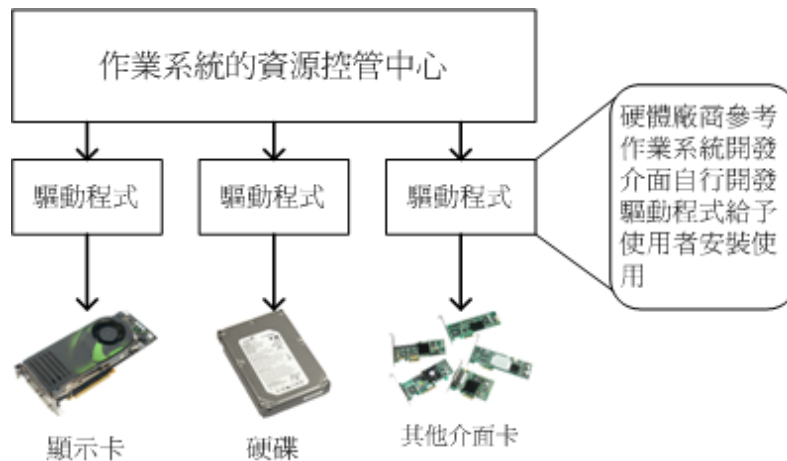 作業系統的資源控管中心
驅動程式
驅動程式
驅動程式
硬體廠商參考
作業系統開發
介面自行開發
驅動程式給予
使用者安裝使
用
顯示卡
硬碟
其他介面卡